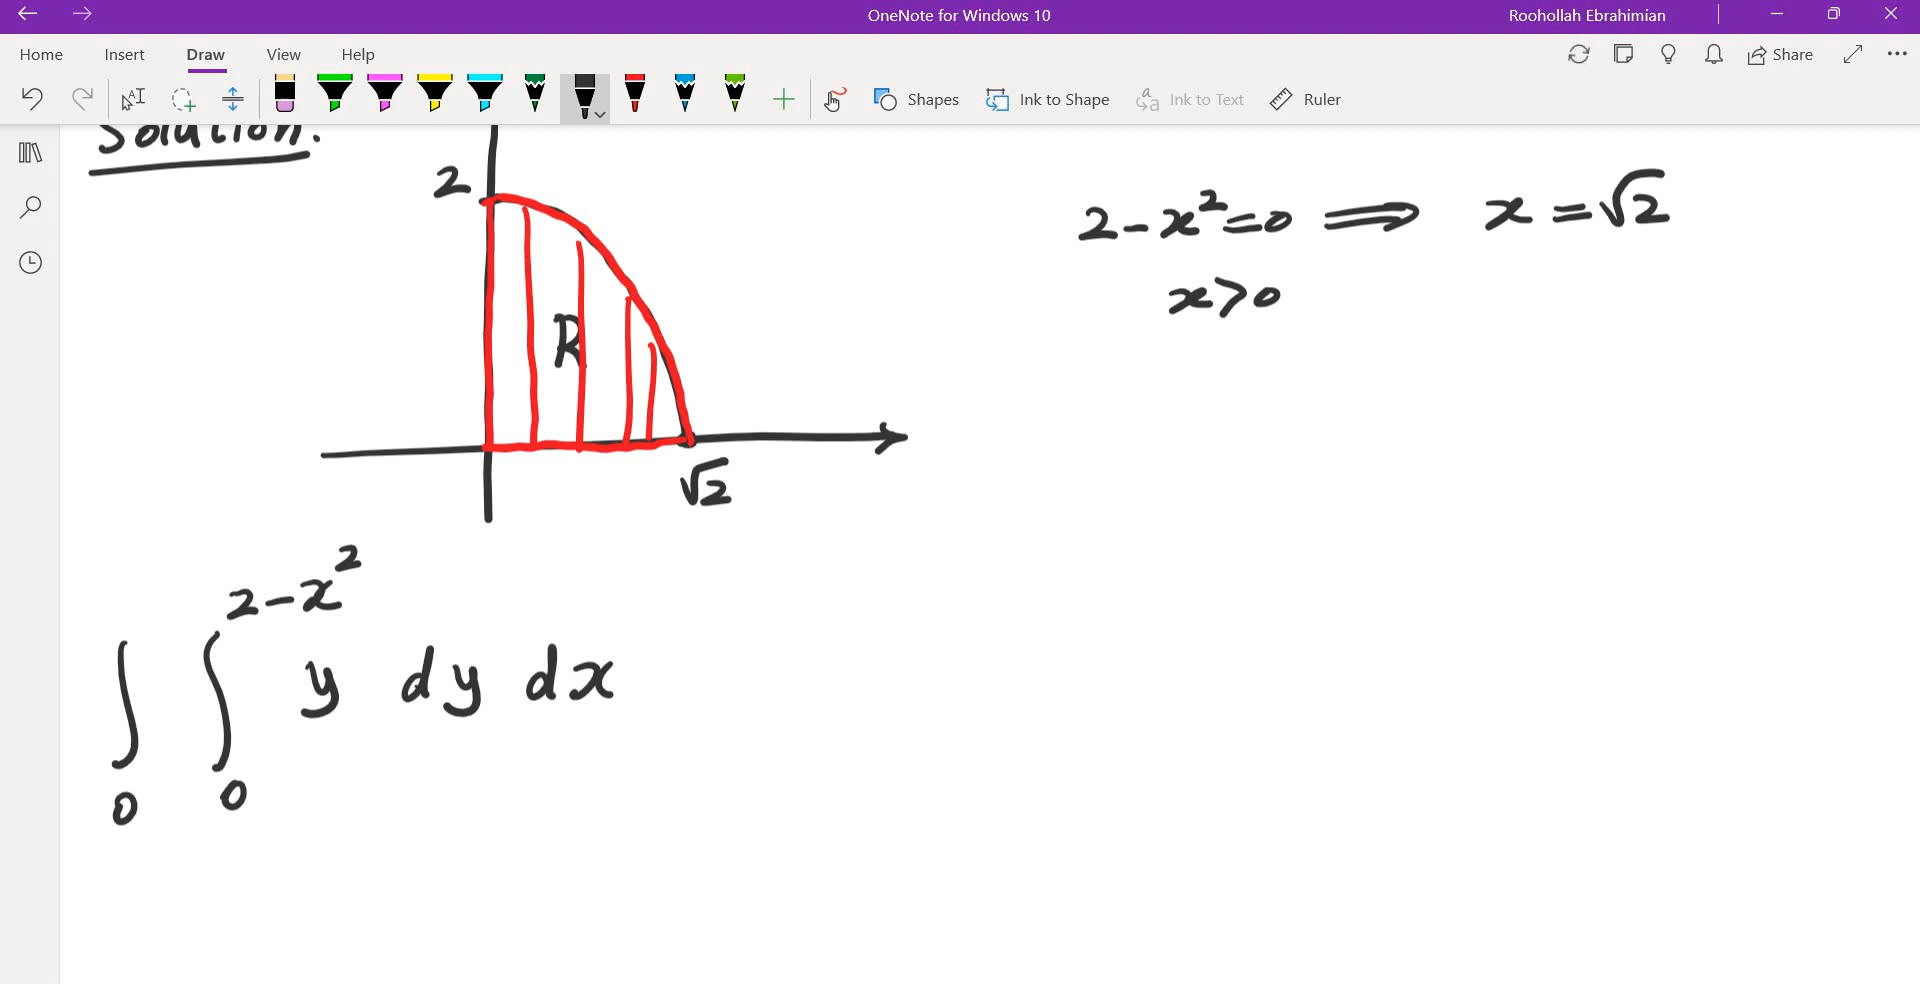 OneNote for Windows 10
Roohollah Ebrahimian
Home Insert Draw View Help
Share
Shapes Ink to Shape Ink to Text Ruler
Solution:
2
2-x²=0 ⟹ x=√2
x>0
R
√2
∫₀ ∫₀^{2-x²} y dy dx